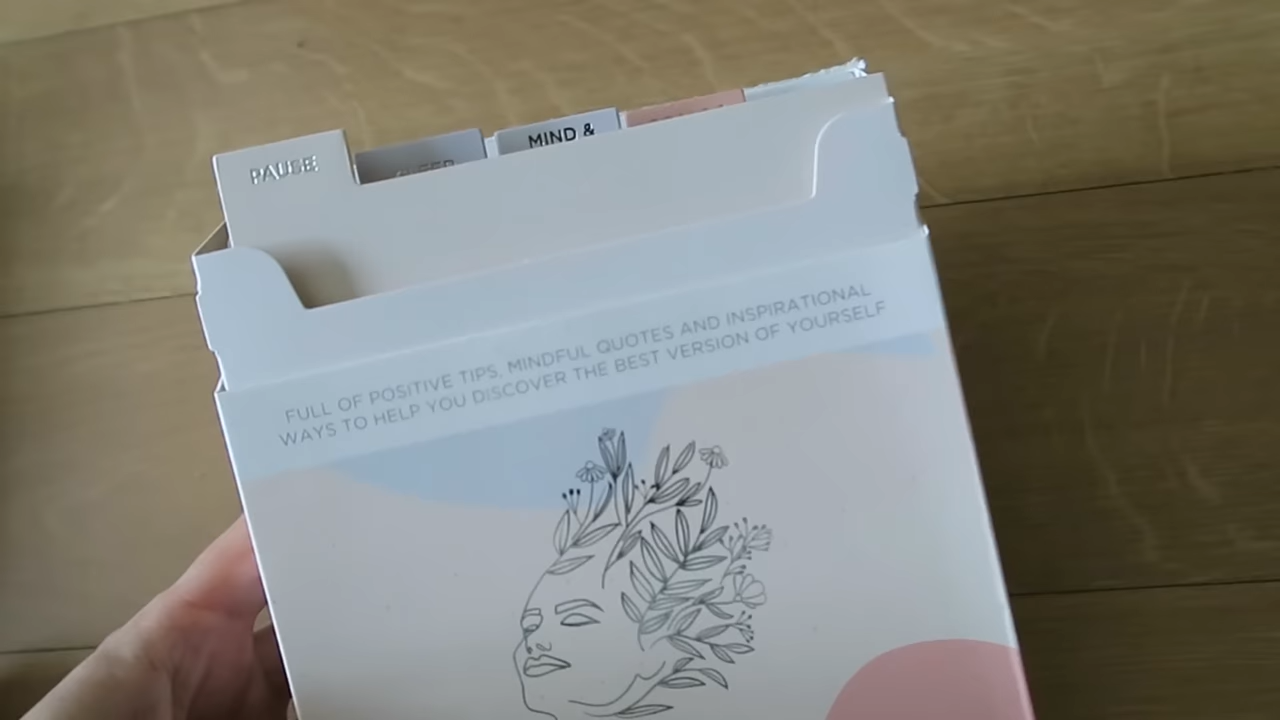 PAUSE
SLEEP
MIND &
FULL OF POSITIVE TIPS, MINDFUL QUOTES AND INSPIRATIONAL
WAYS TO HELP YOU DISCOVER THE BEST VERSION OF YOURSELF